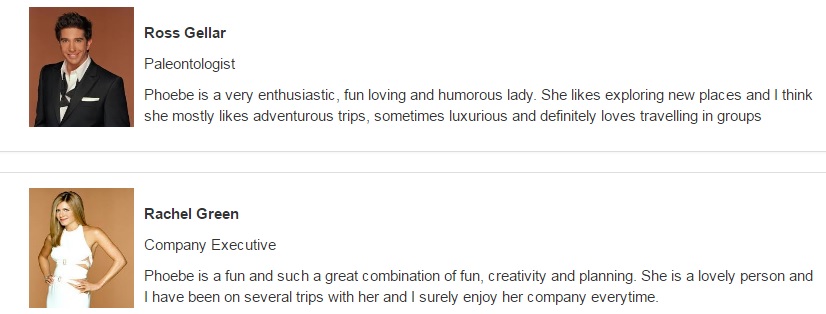 Ross Gellar
Paleontologist
Phoebe is a very enthusiastic, fun loving and humorous lady. She likes exploring new places and I think
she mostly likes adventurous trips, sometimes luxurious and definitely loves travelling in groups
Rachel Green
Company Executive
Phoebe is a fun and such a great combination of fun, creativity and planning. She is a lovely person and
I have been on several trips with her and I surely enjoy her company everytime.